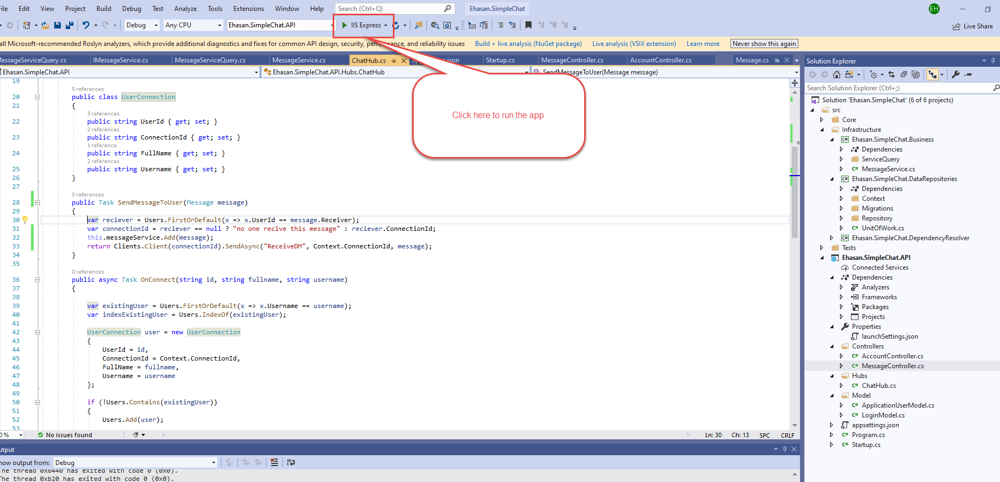 File Edit View Project Build Debug Test Analyze Tools Extensions Window Help Search (Ctrl+Q) Ehasan.SimpleChat EH
Debug Any CPU Ehasan.SimpleChat.API IIS Express Live Share
all Microsoft-recommended Roslyn analyzers, which provide additional diagnostics and fixes for common API design, security, and reliability issues Build + live analysis (NuGet package) Live analysis (VSIX extension) Learn more Never show this again
MessageServiceQuery.cs IMessageService.cs MessageServiceQuery.cs MessageService.cs ChatHub.cs Startup.cs MessageController.cs AccountController.cs Message.cs
Ehasan.SimpleChat.API Ehasan.SimpleChat.API.Hubs.ChatHub SendMessageToUser(Message message)
Click here to run the app
19
5 references
20 public class UserConnection
21 {
3 references
22 public string UserId { get; set; }
2 references
23 public string ConnectionId { get; set; }
1 reference
24 public string FullName { get; set; }
2 references
25 public string Username { get; set; }
26 }
27
0 references
28 public Task SendMessageToUser(Message message)
29 {
30 var reciever = Users.FirstOrDefault(x => x.UserId == message.Receiver);
31 var connectionId = reciever == null ? "no one recive this message" : reciever.ConnectionId;
32 this.messageService.Add(message);
33 return Clients.Client(connectionId).SendAsync("ReceiveDM", Context.ConnectionId, message);
34 }
35
0 references
36 public async Task OnConnect(string id, string fullname, string username)
37 {
38
39 var existingUser = Users.FirstOrDefault(x => x.Username == username);
40 var indexExistingUser = Users.IndexOf(existingUser);
41
42 UserConnection user = new UserConnection
43 {
44 UserId = id,
45 ConnectionId = Context.ConnectionId,
46 FullName = fullname,
47 Username = username
48 };
49
50 if (!Users.Contains(existingUser))
51 {
52 Users.Add(user);
53
0 % No issues found Ln: 30 Ch: 13 SPC CRLF
Output
Show output from: Debug
The thread 0x6440 has exited with code 0 (0x0).
The thread 0xb20 has exited with code 0 (0x0).
Solution Explorer
Search Solution Explorer (Ctrl+;)
Solution 'Ehasan.SimpleChat' (6 of 6 projects)
src
Core
Infrastructure
C# Ehasan.SimpleChat.Business
Dependencies
ServiceQuery
C# MessageService.cs
C# Ehasan.SimpleChat.DataRepositories
Dependencies
Context
Migrations
Repository
C# UnitOfWork.cs
C# Ehasan.SimpleChat.DependencyResolver
Tests
Ehasan.SimpleChat.API
Connected Services
Dependencies
Analyzers
Frameworks
Packages
Projects
Properties
launchSettings.json
Controllers
C# AccountController.cs
C# MessageController.cs
Hubs
C# ChatHub.cs
Model
C# ApplicationUserModel.cs
C# LoginModel.cs
appsettings.json
C# Program.cs
C# Startup.cs